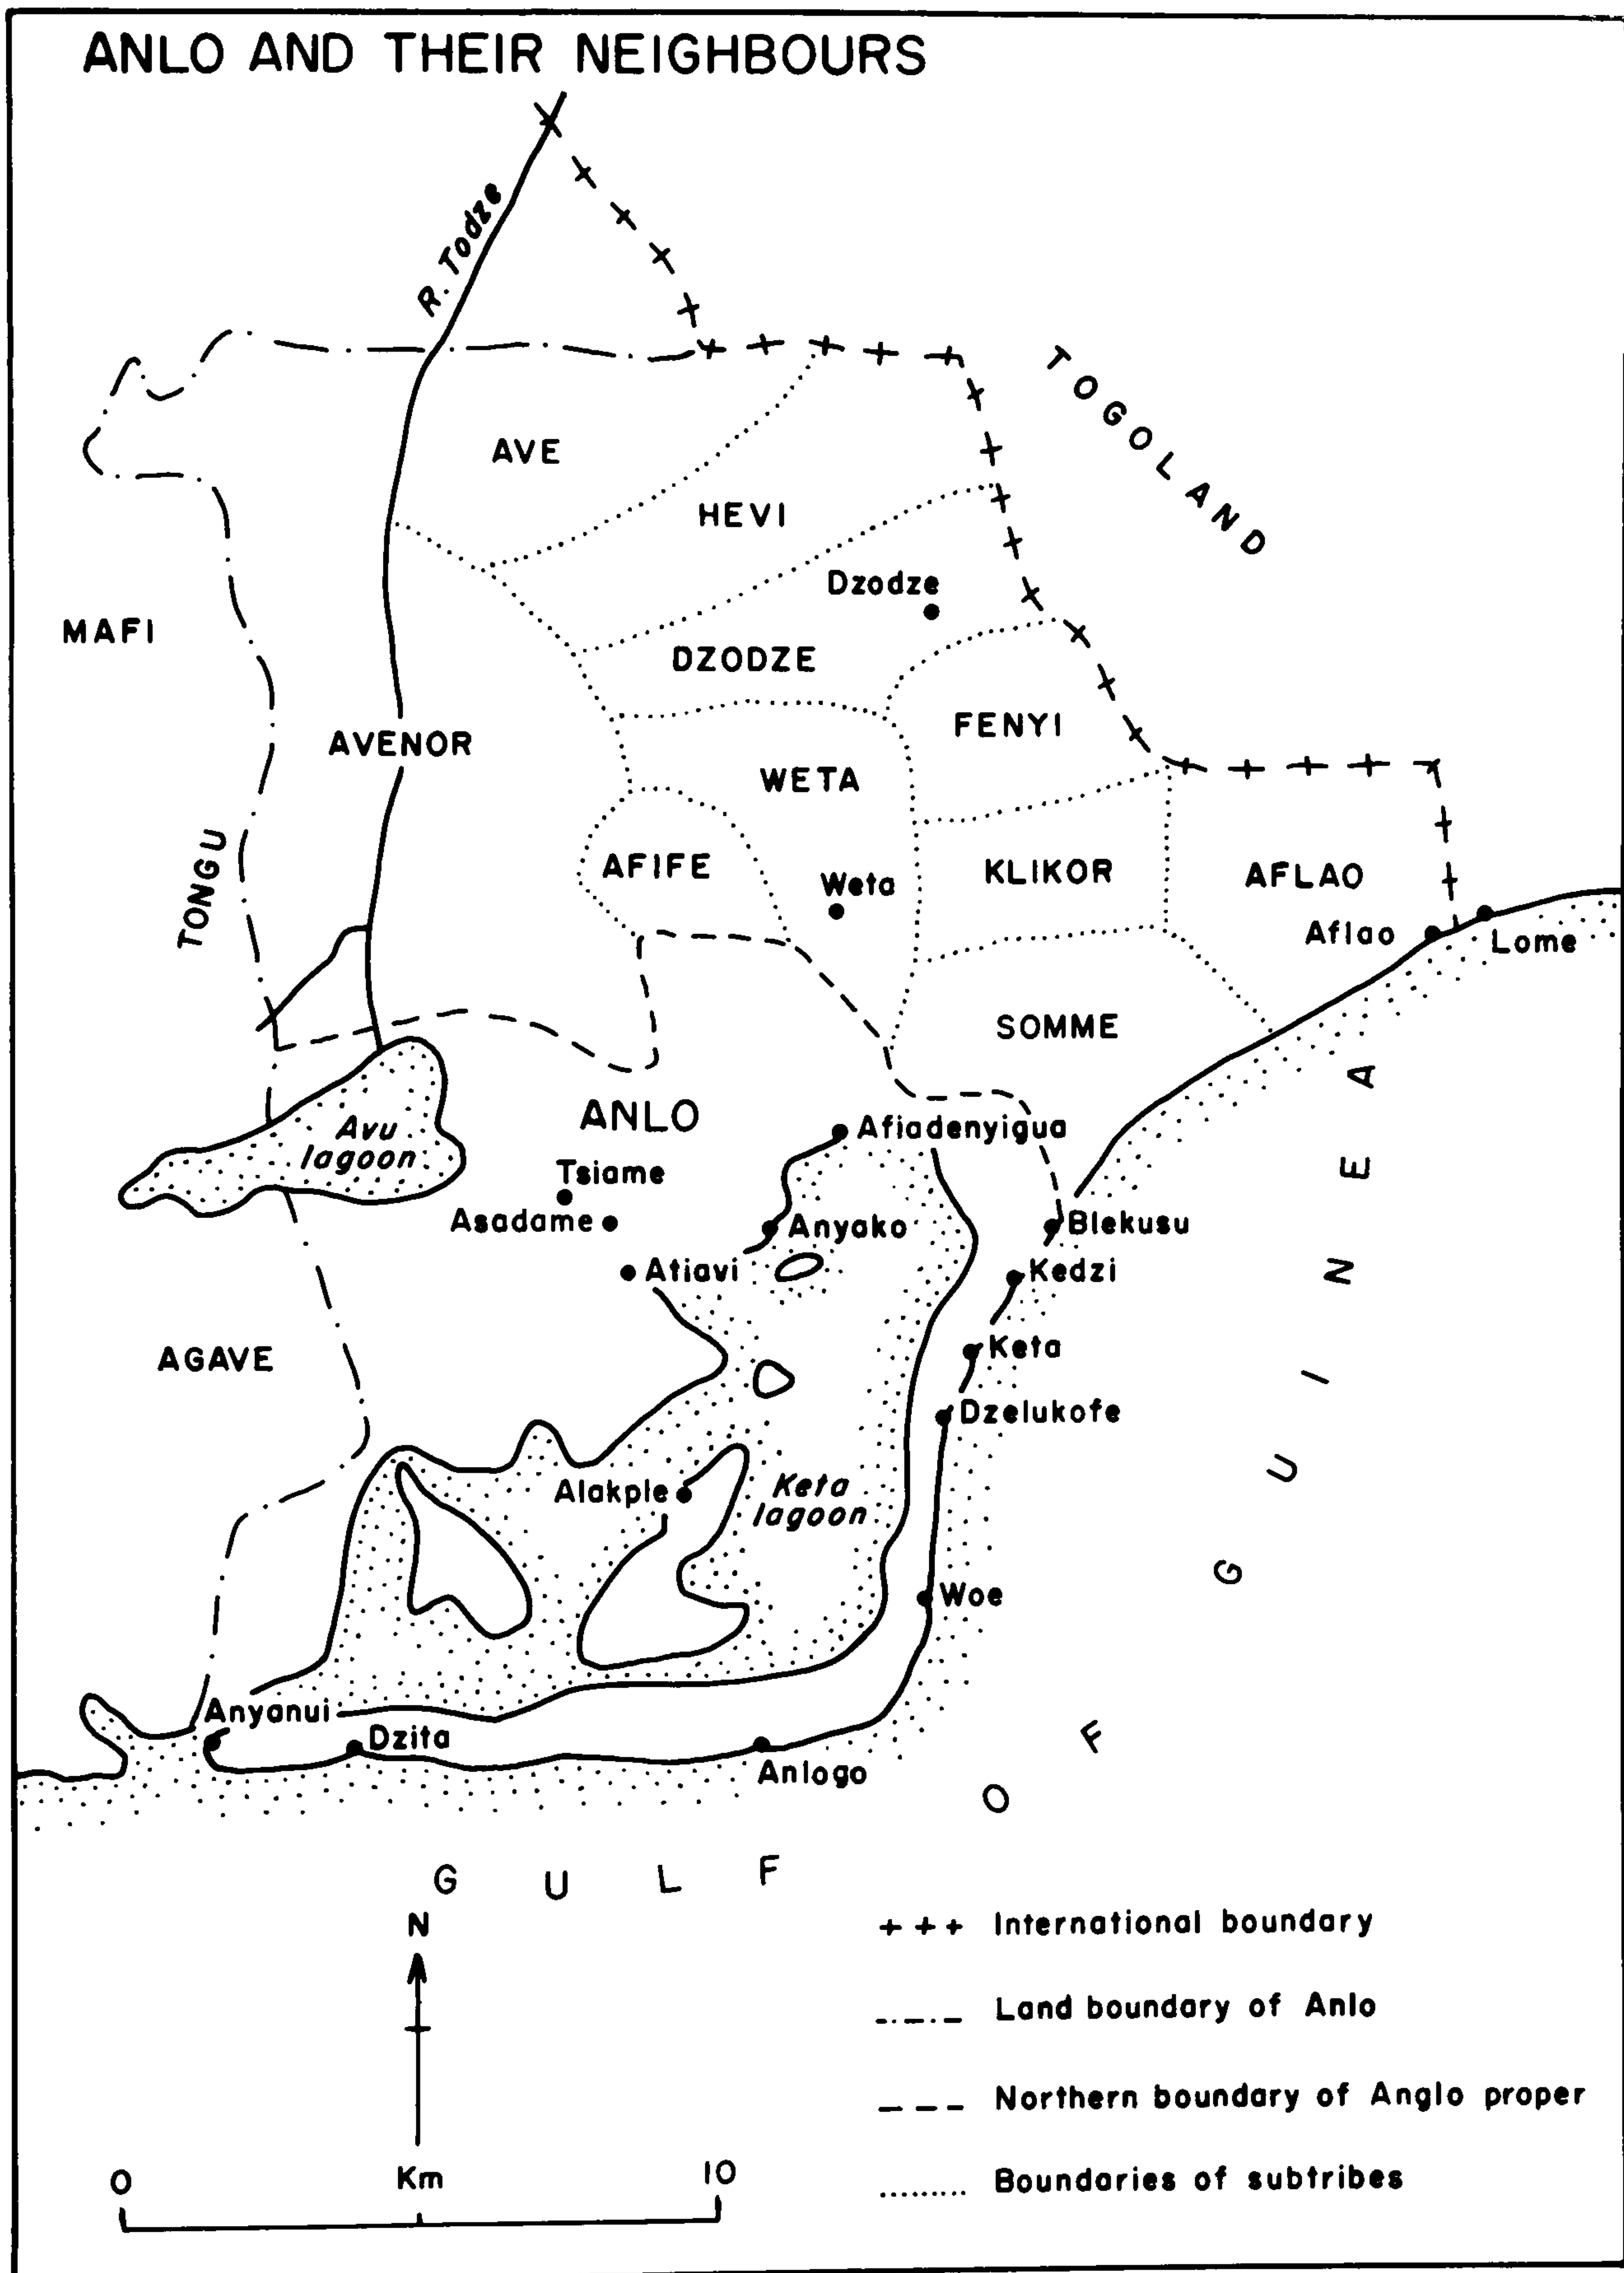 ANLO AND THEIR NEIGHBOURS
R. Todze
TOGOLAND
AVE
HEVI
Dzodze
MAFI
DZODZE
FENYI
AVENOR
WETA
TONGU
AFIFE
Weta
KLIKOR
AFLAO
Aflao
Lome
SOMME
ANLO
Afiadenyigua
Avu
lagoon
Tsiame
Asadame
Anyako
Blekusu
Atiavi
Kedzi
Keta
AGAVE
Dzelukofe
Alakple
Keta
lagoon
Woe
Anyanui
Dzita
Anlogo
GULF OF GUINEA
N
+++ International boundary
Land boundary of Anlo
Northern boundary of Anglo proper
Boundaries of subtribes
0 Km 10